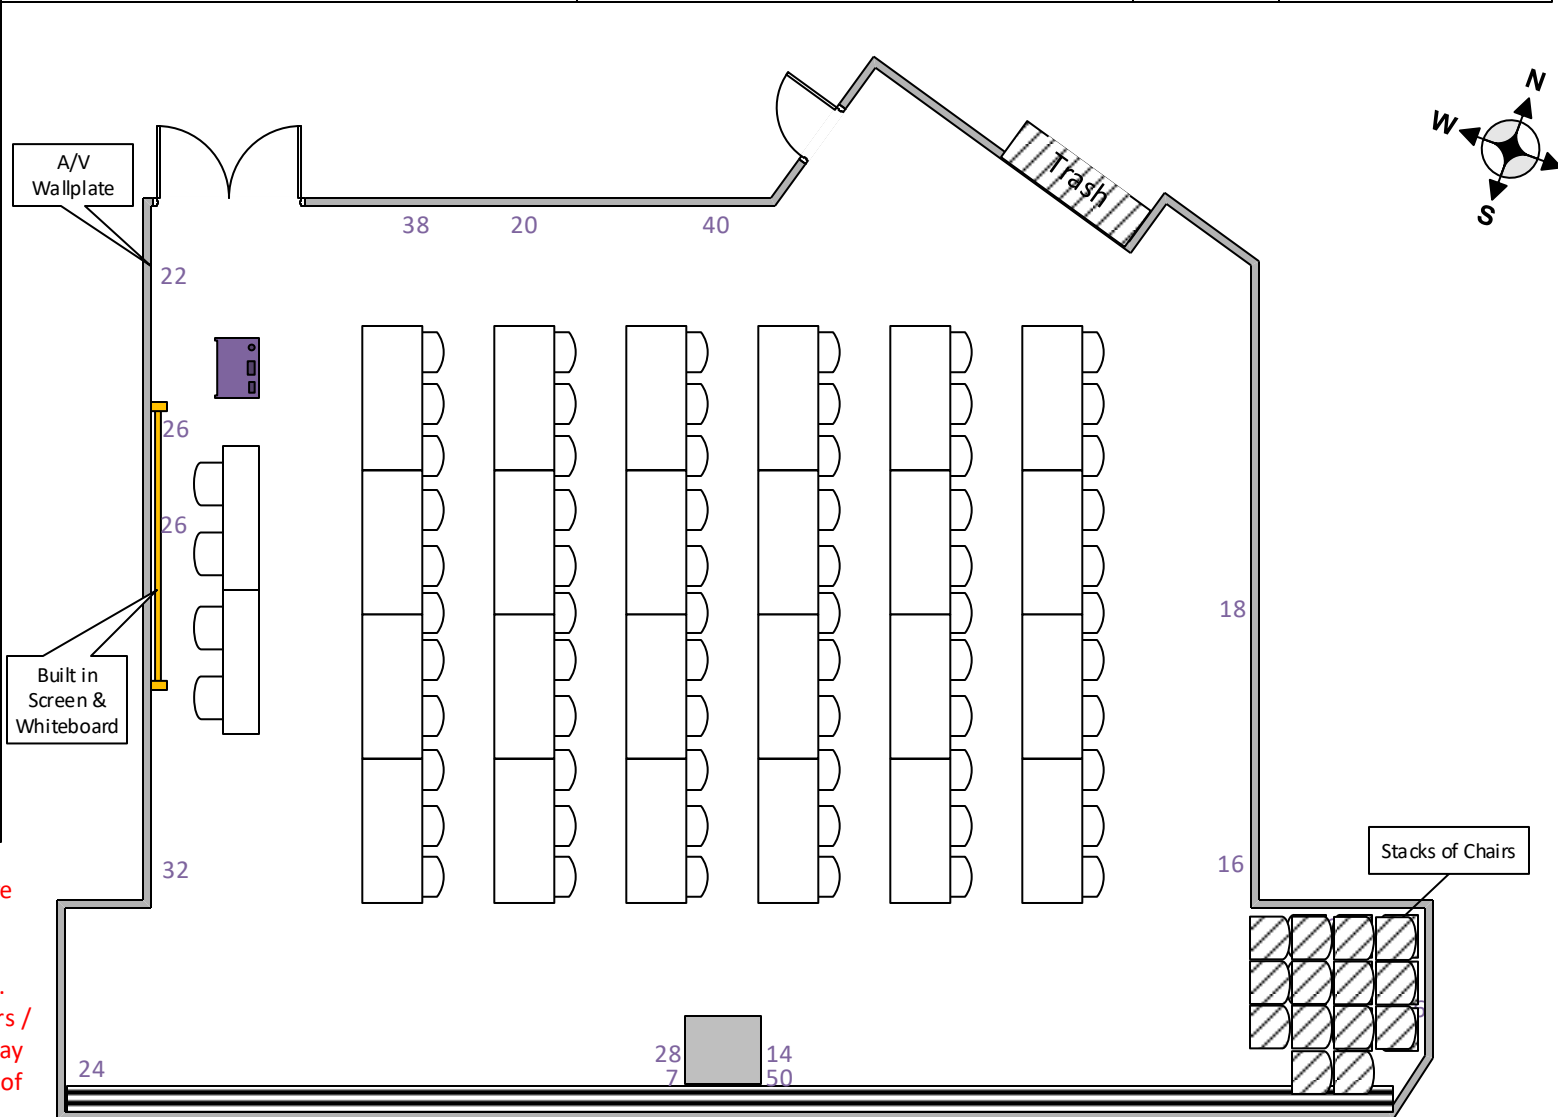 N
W
S
A/V
Wallplate
Trash
38
20
40
22
26
26
18
Built in
Screen &
Whiteboard
Stacks of Chairs
16
32
e
.
rs /
ay
of
24
28
14
7
50